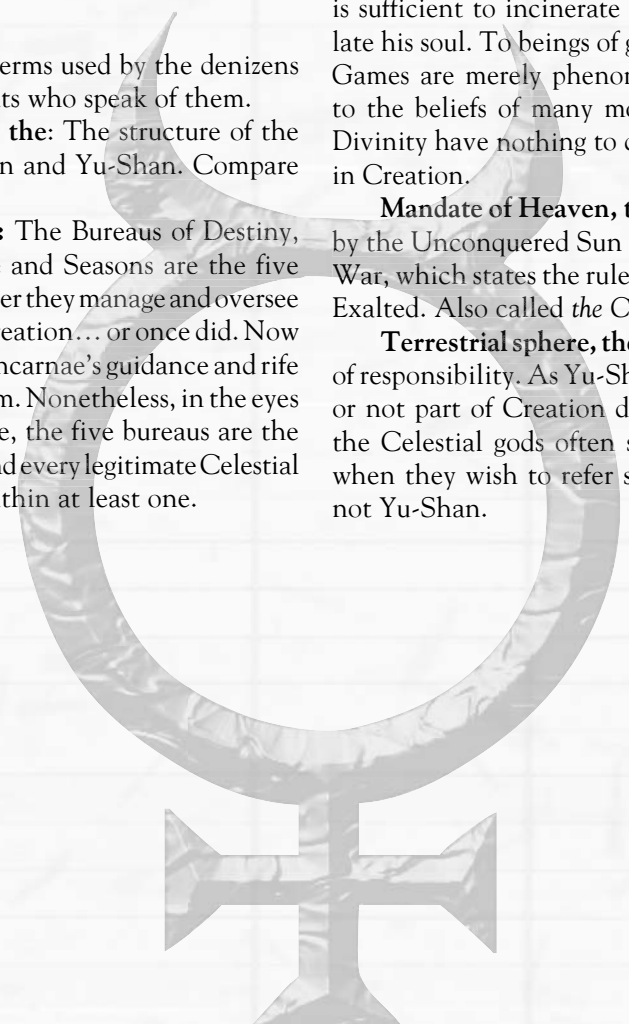 erms used by the denizens
ts who speak of them.
the: The structure of the
n and Yu-Shan. Compare
: The Bureaus of Destiny,
and Seasons are the five
er they manage and oversee
reation… or once did. Now
ncarnae's guidance and rife
m. Nonetheless, in the eyes
e, the five bureaus are the
nd every legitimate Celestial
thin at least one.
is sufficient to incinerate
late his soul. To beings of g
Games are merely phenor
to the beliefs of many mo
Divinity have nothing to c
in Creation.
Mandate of Heaven, t
by the Unconquered Sun
War, which states the rule
Exalted. Also called the O
Terrestrial sphere, the
of responsibility. As Yu-Sh
or not part of Creation d
the Celestial gods often s
when they wish to refer s
not Yu-Shan.